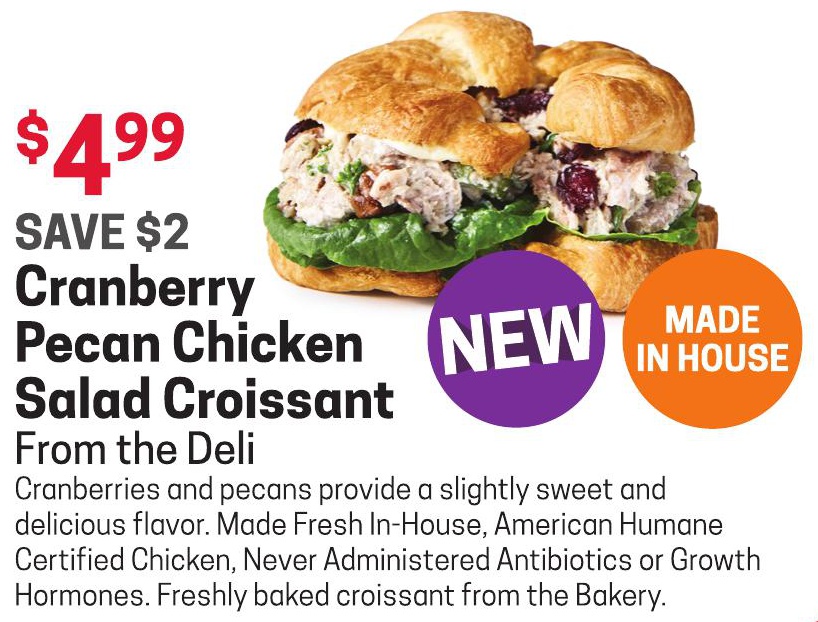 $4.99
SAVE $2
Cranberry
Pecan Chicken
Salad Croissant
From the Deli
NEW
MADE
IN HOUSE
Cranberries and pecans provide a slightly sweet and
delicious flavor. Made Fresh In-House, American Humane
Certified Chicken, Never Administered Antibiotics or Growth
Hormones. Freshly baked croissant from the Bakery.